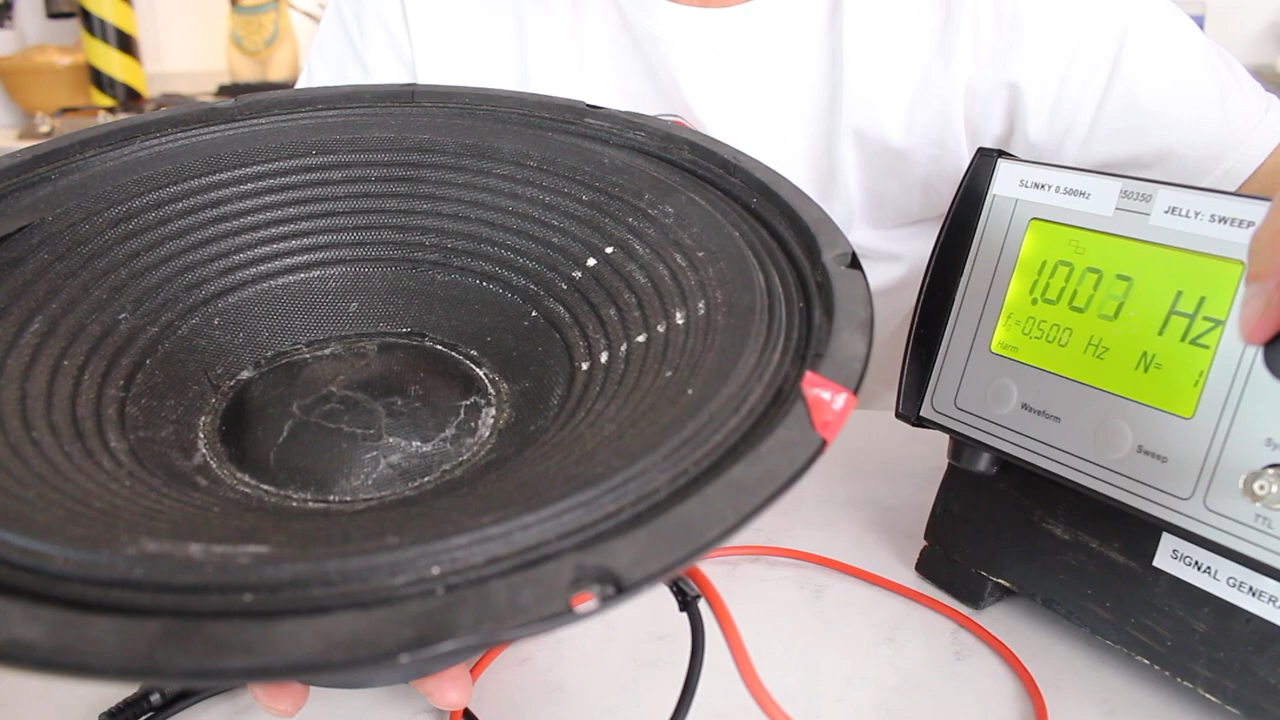 SLINKY 0.500Hz
50350
JELLY: SWEEP
1.003 Hz
f₂=0.500 Hz N= 1
Harm
Waveform
Sweep
TTL
SIGNAL GENERA